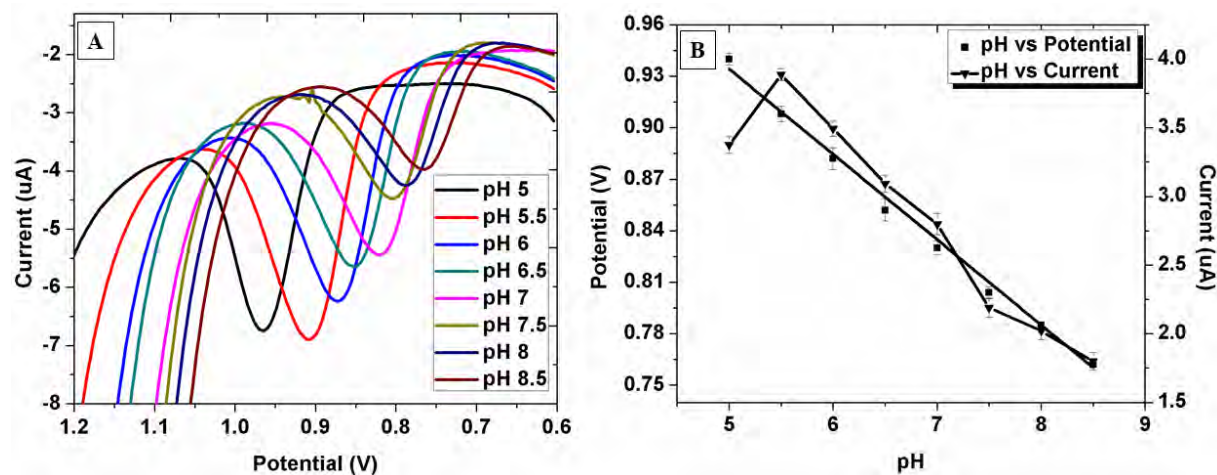 A
-2
-3
-4
-5
-6
-7
-8
Current (uA)
pH 5
pH 5.5
pH 6
pH 6.5
pH 7
pH 7.5
pH 8
pH 8.5
1.2 1.1 1.0 0.9 0.8 0.7 0.6
Potential (V)
B
0.96
0.93
0.90
0.87
0.84
0.81
0.78
0.75
Potential (V)
pH vs Potential
pH vs Current
4.0
3.5
3.0
2.5
2.0
1.5
Current (uA)
5 6 7 8 9
pH